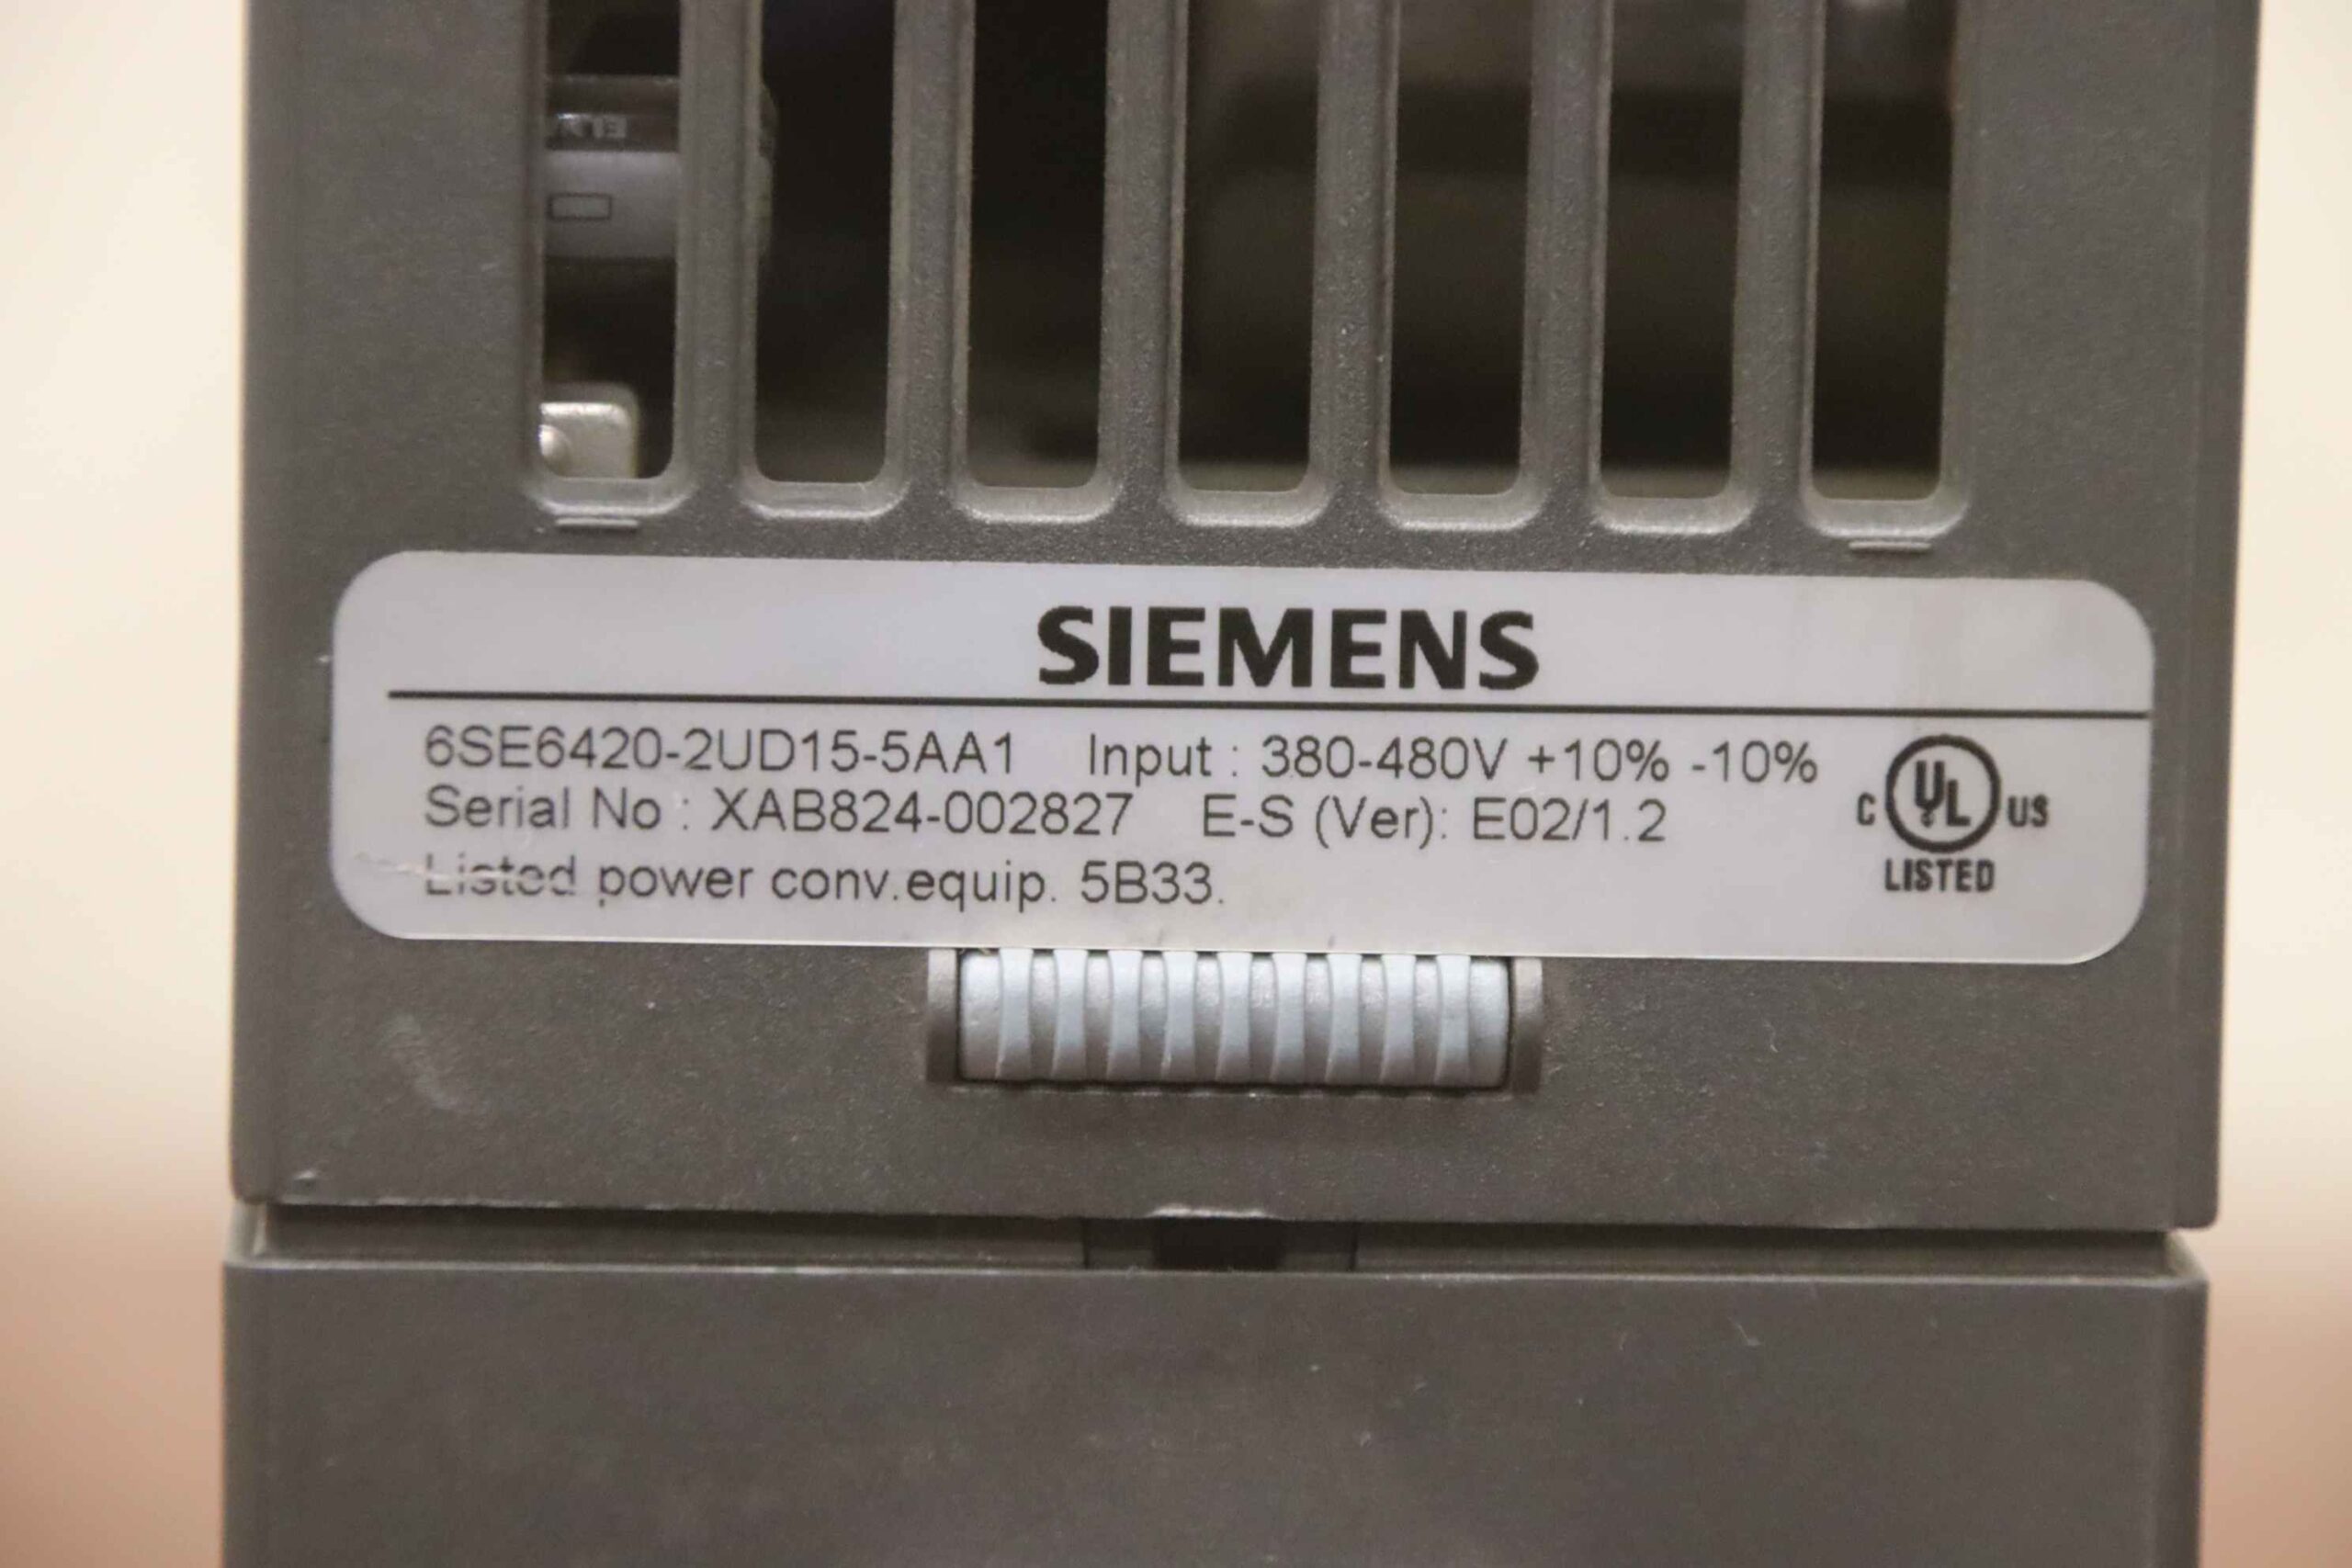 SIEMENS
6SE6420-2UD15-5AA1 Input : 380-480V +10% -10%
Serial No : XAB824-002827 E-S (Ver): E02/1.2
Listed power conv.equip. 5B33.
C UL US
LISTED